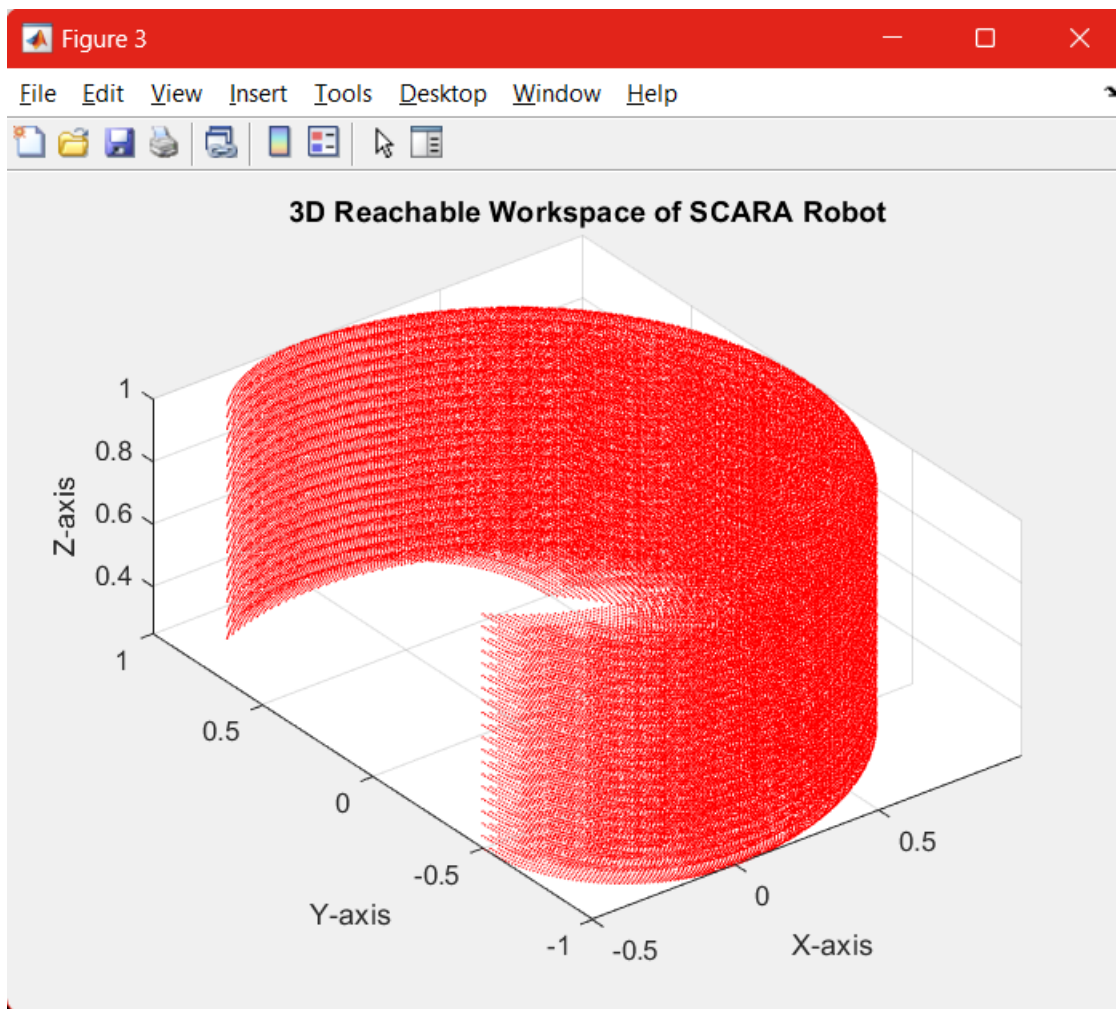 Figure 3
File Edit View Insert Tools Desktop Window Help
3D Reachable Workspace of SCARA Robot
1
0.8
0.6
0.4
Z-axis
1
0.5
0
-0.5
-1
Y-axis
-0.5
0
0.5
X-axis